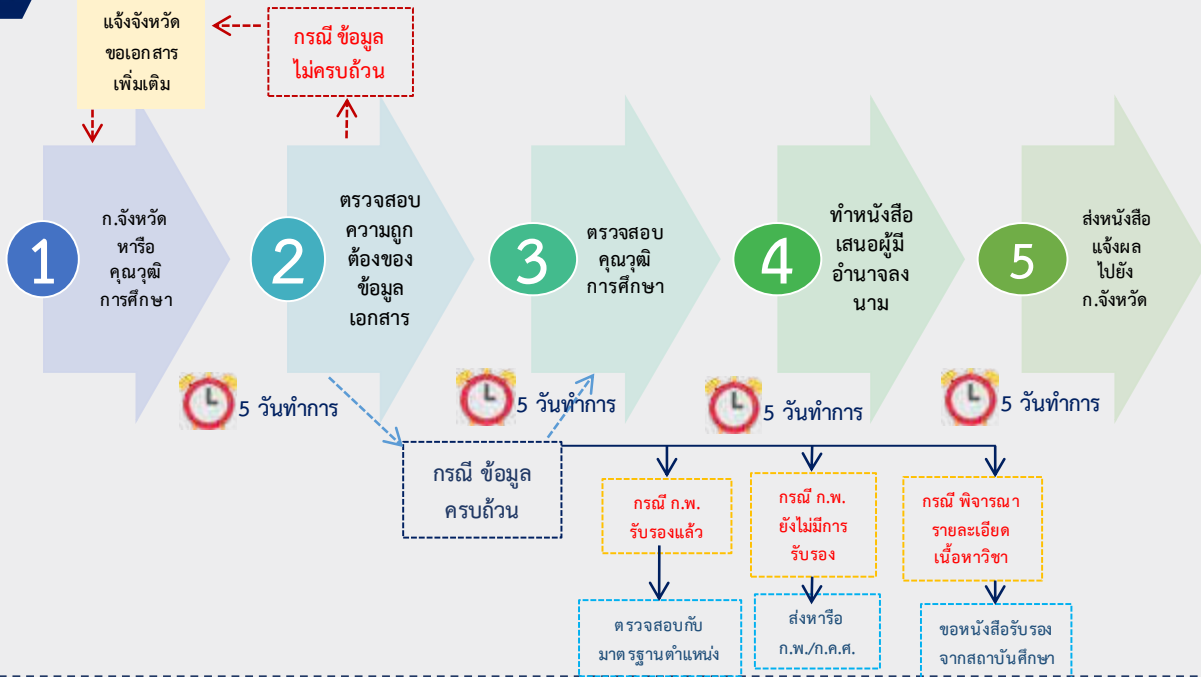 แจ้งจังหวัด
ขอเอกสาร
เพิ่มเติม
กรณี ข้อมูล
ไม่ครบถ้วน
1
ก.จังหวัด
หารือ
คุณวุฒิ
การศึกษา
2
ตรวจสอบ
ความถูก
ต้องของ
ข้อมูล
เอกสาร
3
ตรวจสอบ
คุณวุฒิ
การศึกษา
4
ทำหนังสือ
เสนอผู้มี
อำนาจลง
นาม
5
ส่งหนังสือ
แจ้งผล
ไปยัง
ก.จังหวัด
5 วันทำการ
5 วันทำการ
5 วันทำการ
5 วันทำการ
กรณี ข้อมูล
ครบถ้วน
กรณี ก.พ.
รับรองแล้ว
กรณี ก.พ.
ยังไม่มีการ
รับรอง
กรณี พิจารณา
รายละเอียด
เนื้อหาวิชา
ตรวจสอบกับ
มาตรฐานตำแหน่ง
ส่งหารือ
ก.พ./ก.ค.ศ.
ขอหนังสือรับรอง
จากสถาบันศึกษา